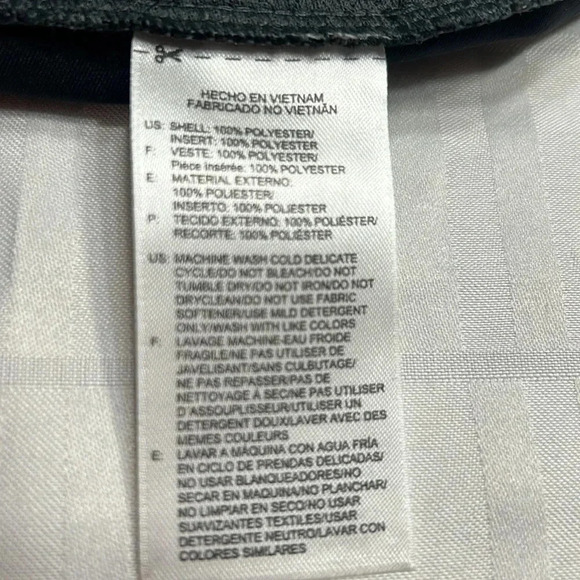 HECHO EN VIETNAM
FABRICADO NO VIETNÃN
US: SHELL: 100% POLYESTER/
INSERT: 100% POLYESTER
F: VESTE: 100% POLYESTER/
Pièce insérée: 100% POLYESTER
E: MATERIAL EXTERNO:
100% POLIESTER/
INSERTO: 100% POLIESTER
P: TECIDO EXTERNO: 100% POLIÉSTER/
RECORTE: 100% POLIÉSTER
US: MACHINE WASH COLD DELICATE
CYCLE/DO NOT BLEACH/DO NOT
TUMBLE DRY/DO NOT IRON/DO NOT
DRYCLEAN/DO NOT USE FABRIC
SOFTENER/USE MILD DETERGENT
ONLY/WASH WITH LIKE COLORS
F: LAVAGE MACHINE-EAU FROIDE
FRAGILE/NE PAS UTILISER DE
JAVELISANT/SANS CULBUTAGE/
NE PAS REPASSER/PAS DE
NETTOYAGE À SEC/NE PAS UTILISER
D'ASSOUPLISSEUR/UTILISER UN
DETERGENT DOUX/LAVER AVEC DES
MEMES COULEURS
E: LAVAR A MÁQUINA CON AGUA FRÍA
EN CICLO DE PRENDAS DELICADAS/
NO USAR BLANQUEADORES/NO
SECAR EN MAQUINA/NO PLANCHAR/
NO LIMPIAR EN SECO/NO USAR
SUAVIZANTES TEXTILES/USAR
DETERGENTE NEUTRO/LAVAR CON
COLORES SIMILARES